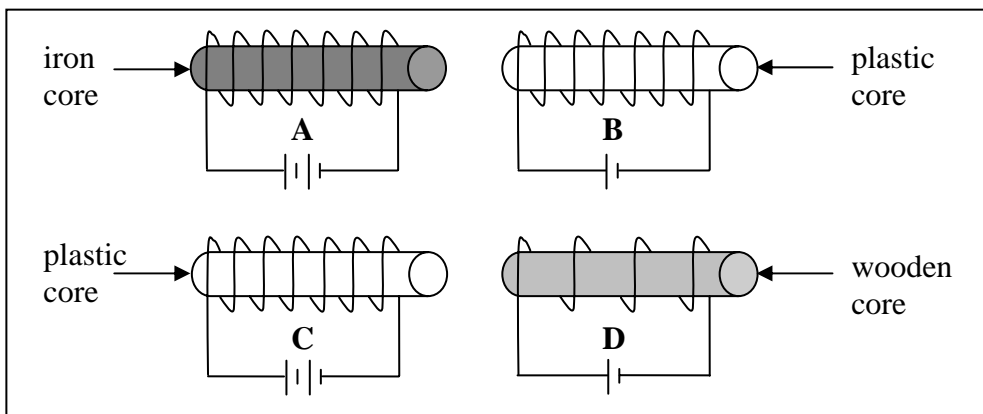 iron
core
A
B
plastic
core
plastic
core
C
D
wooden
core